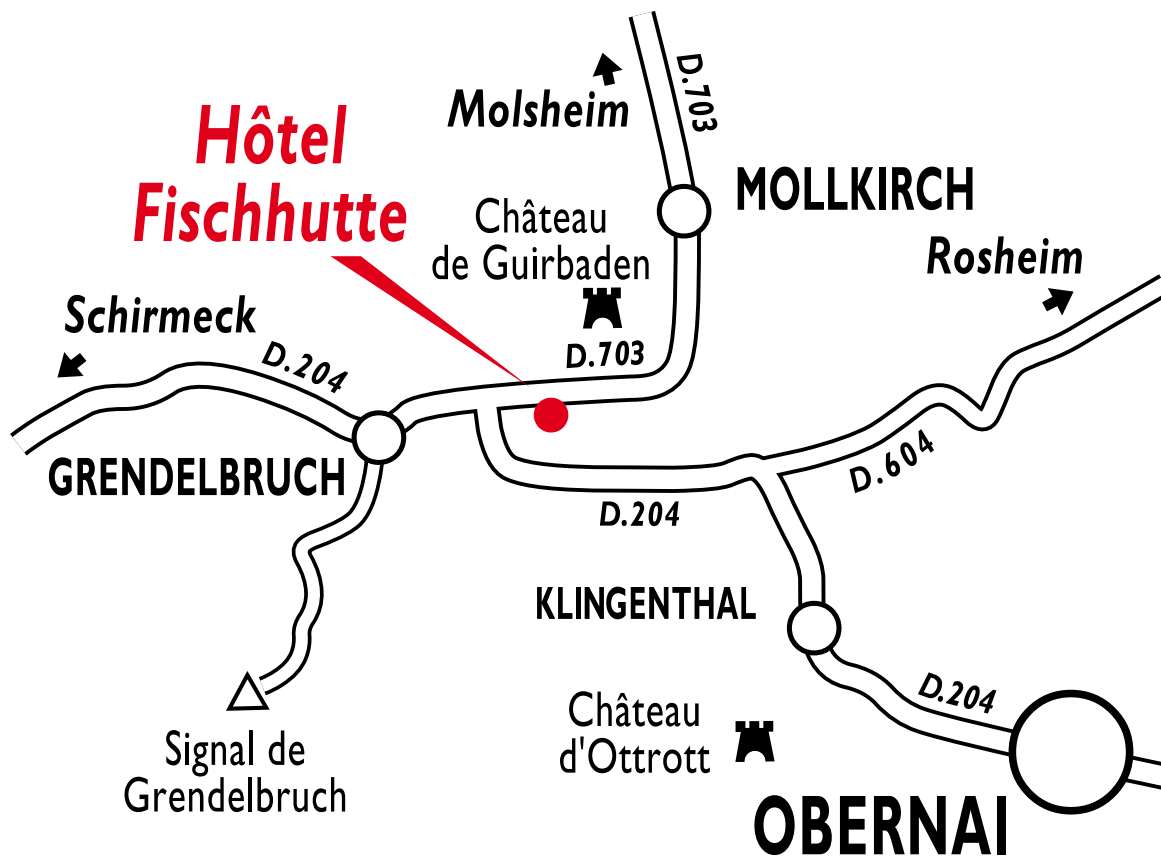 D.703
Molsheim
Hôtel
Fischhutte
MOLLKIRCH
Château
de Guirbaden
Rosheim
Schirmeck
D.204
D.703
GRENDELBRUCH
D.604
D.204
KLINGENTHAL
D.204
Château
d'Ottrott
Signal de
Grendelbruch
OBERNAI